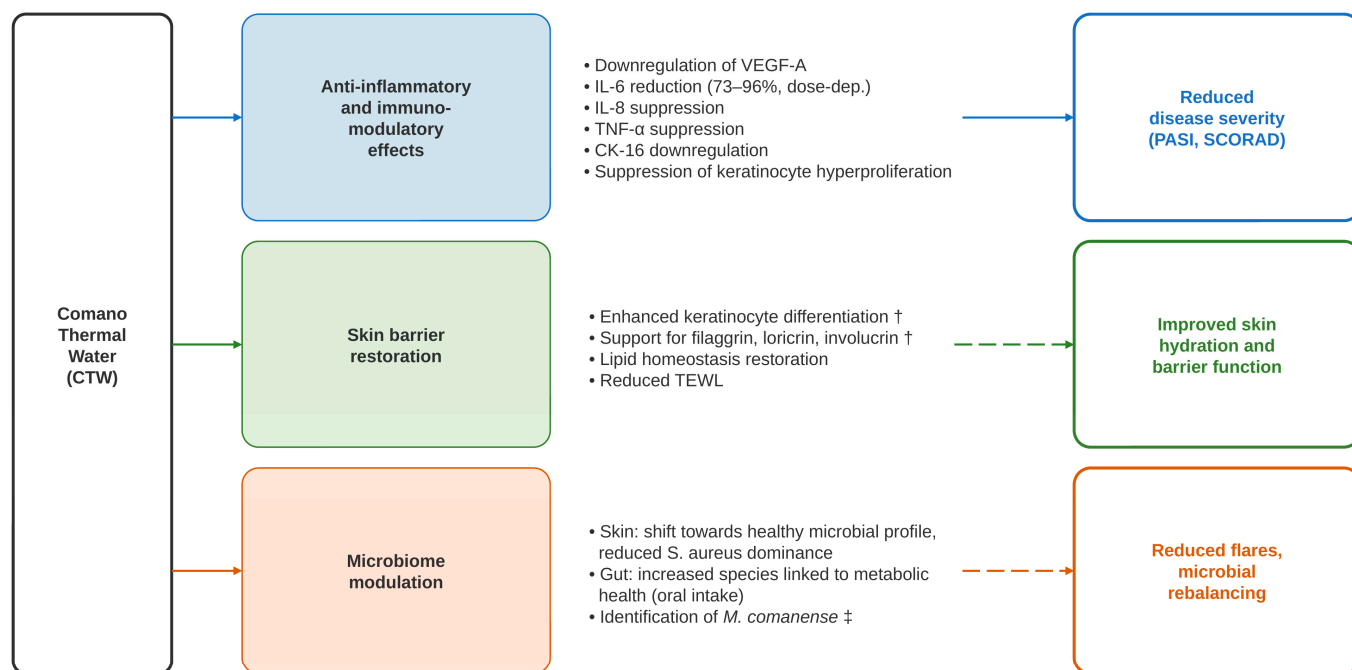 Comano
Thermal
Water
(CTW)
Anti-inflammatory
and immuno-
modulatory
effects
• Downregulation of VEGF-A
• IL-6 reduction (73–96%, dose-dep.)
• IL-8 suppression
• TNF-α suppression
• CK-16 downregulation
• Suppression of keratinocyte hyperproliferation
Reduced
disease severity
(PASI, SCORAD)
Skin barrier
restoration
• Enhanced keratinocyte differentiation †
• Support for filaggrin, loricrin, involucrin †
• Lipid homeostasis restoration
• Reduced TEWL
Improved skin
hydration and
barrier function
Microbiome
modulation
• Skin: shift towards healthy microbial profile,
reduced S. aureus dominance
• Gut: increased species linked to metabolic
health (oral intake)
• Identification of M. comanense ‡
Reduced flares,
microbial
rebalancing